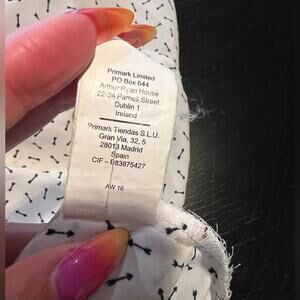 Primark Limited
PO Box 644
Arthur Ryan House
22-24 Parnell Street
Dublin 1
Ireland
Primark Tiendas S.L.U.
Gran Via, 32, 5
28013 Madrid
Spain
CIF – B83875427
AW 16